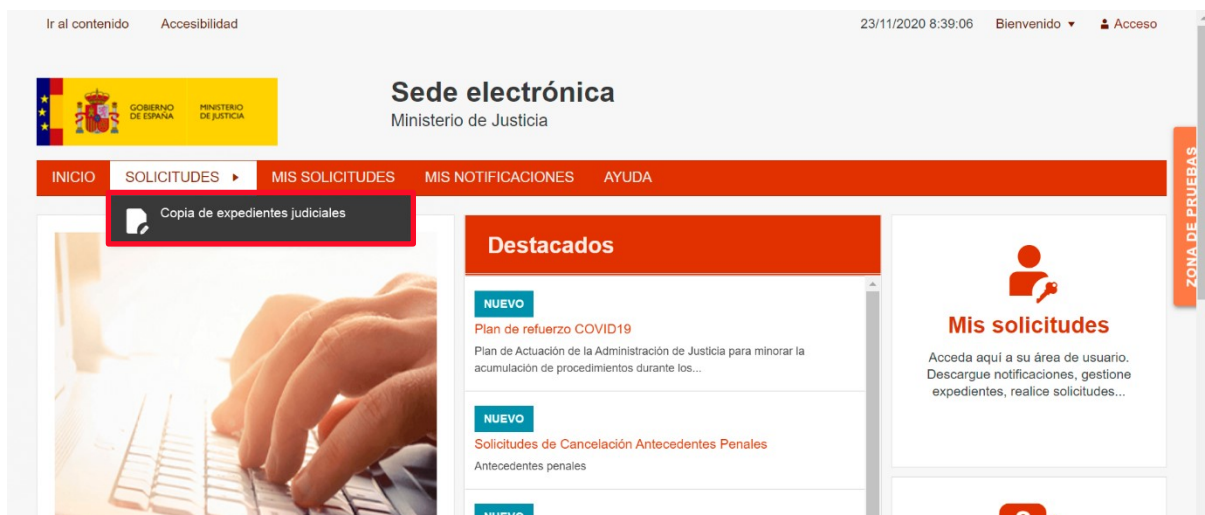 Ir al contenido Accesibilidad 23/11/2020 8:39:06 Bienvenido Acceso
GOBIERNO DE ESPAÑA
MINISTERIO DE JUSTICIA
Sede electrónica
Ministerio de Justicia
INICIO SOLICITUDES MIS SOLICITUDES MIS NOTIFICACIONES AYUDA
Copia de expedientes judiciales
ZONA DE PRUEBAS
Destacados
NUEVO
Plan de refuerzo COVID19
Plan de Actuación de la Administración de Justicia para minorar la
acumulación de procedimientos durante los...
NUEVO
Solicitudes de Cancelación Antecedentes Penales
Antecedentes penales
NUEVO
Mis solicitudes
Acceda aquí a su área de usuario.
Descargue notificaciones, gestione
expedientes, realice solicitudes...